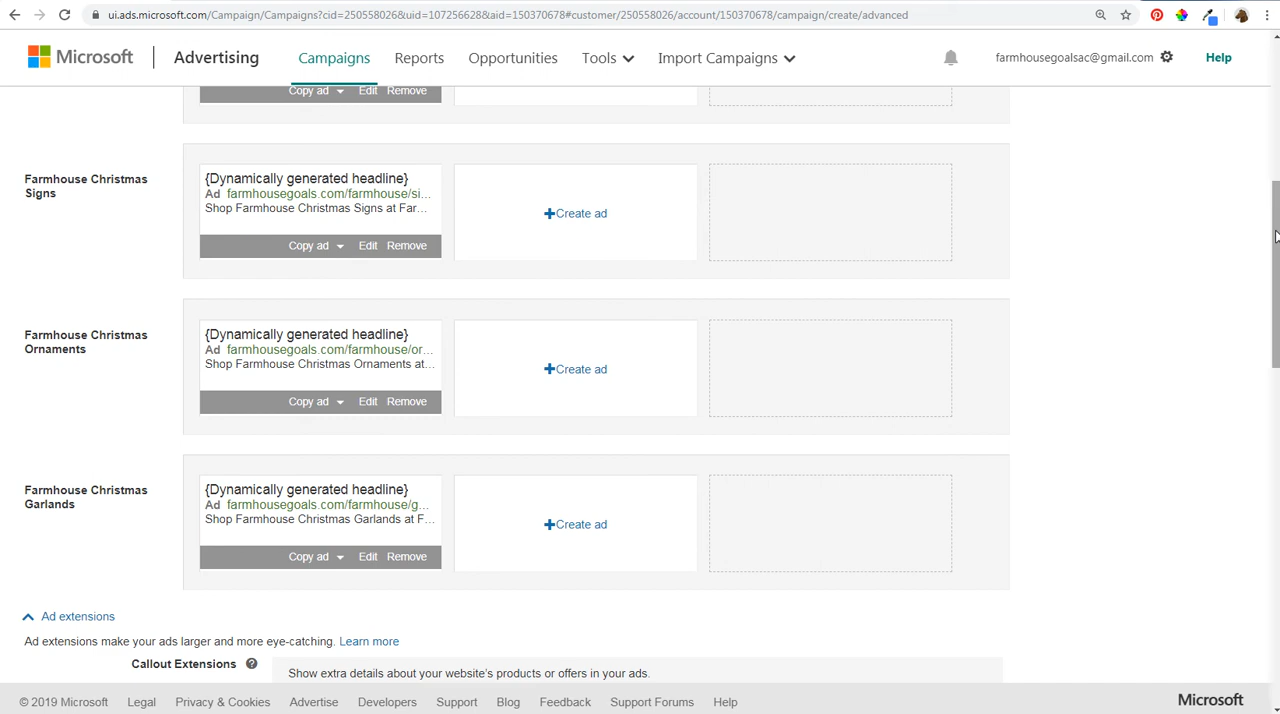 ui.ads.microsoft.com/Campaign/Campaigns?cid=250558026&uid=10725662&aid=150370678#customer/250558026/account/150370678/campaign/create/advanced
Microsoft Advertising Campaigns Reports Opportunities Tools Import Campaigns farmhousegoalsac@gmail.com Help
Copy ad Edit Remove
Farmhouse Christmas
Signs
{Dynamically generated headline}
Ad farmhousegoals.com/farmhouse/si...
Shop Farmhouse Christmas Signs at Far...
Copy ad Edit Remove
+Create ad
Farmhouse Christmas
Ornaments
{Dynamically generated headline}
Ad farmhousegoals.com/farmhouse/or...
Shop Farmhouse Christmas Ornaments at...
Copy ad Edit Remove
+Create ad
Farmhouse Christmas
Garlands
{Dynamically generated headline}
Ad farmhousegoals.com/farmhouse/g...
Shop Farmhouse Christmas Garlands at F...
Copy ad Edit Remove
+Create ad
Ad extensions
Ad extensions make your ads larger and more eye-catching. Learn more
Callout Extensions ? Show extra details about your website's products or offers in your ads.
© 2019 Microsoft Legal Privacy & Cookies Advertise Developers Support Blog Feedback Support Forums Help Microsoft